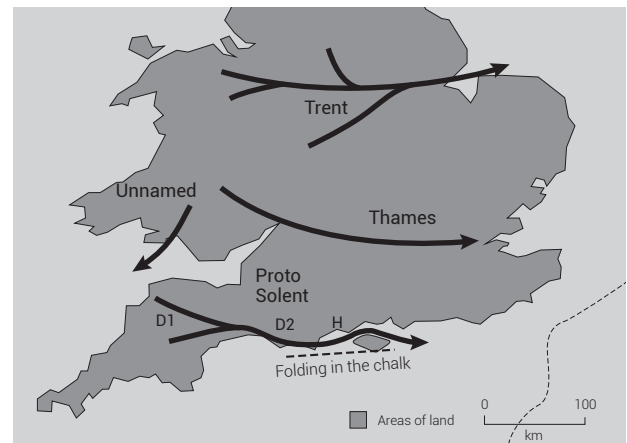 Trent
Unnamed
Thames
Proto
Solent
D1
D2
H
Folding in the chalk
Areas of land
0
100
km